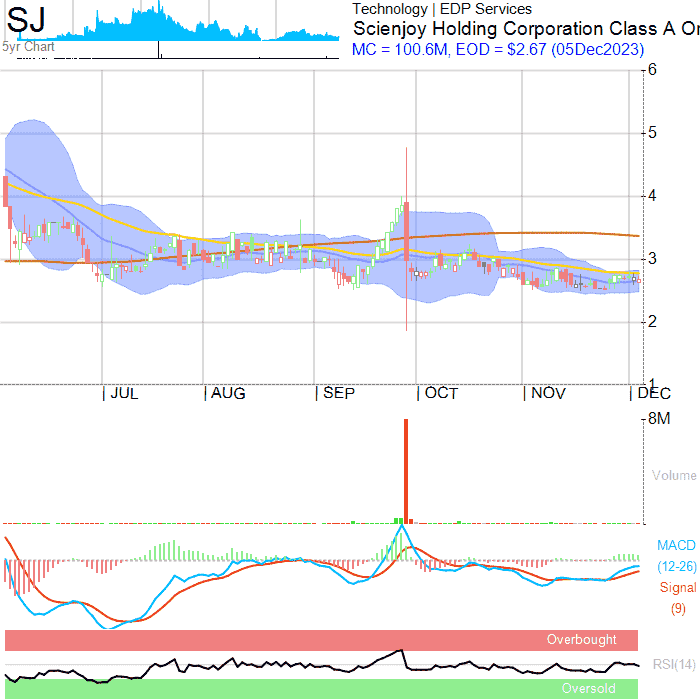 SJ
5yr Chart
Technology | EDP Services
Scienjoy Holding Corporation Class A Or
MC = 100.6M, EOD = $2.67 (05Dec2023)
6
5
4
3
2
1
JUL AUG SEP OCT NOV DEC
8M
Volume
MACD
(12-26)
Signal
(9)
Overbought
RSI(14)
Oversold